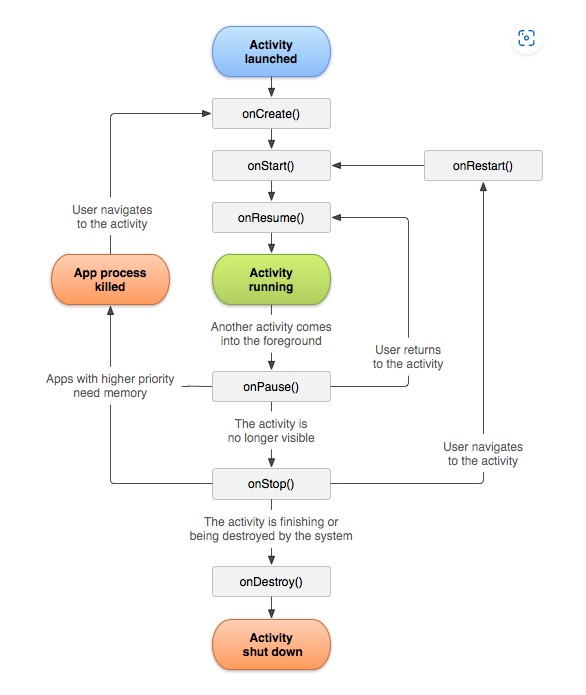 Activity
launched
onCreate()
onStart()
onRestart()
User navigates
to the activity
onResume()
App process
killed
Activity
running
Another activity comes
into the foreground
User returns
to the activity
Apps with higher priority
need memory
onPause()
The activity is
no longer visible
User navigates
to the activity
onStop()
The activity is finishing or
being destroyed by the system
onDestroy()
Activity
shut down